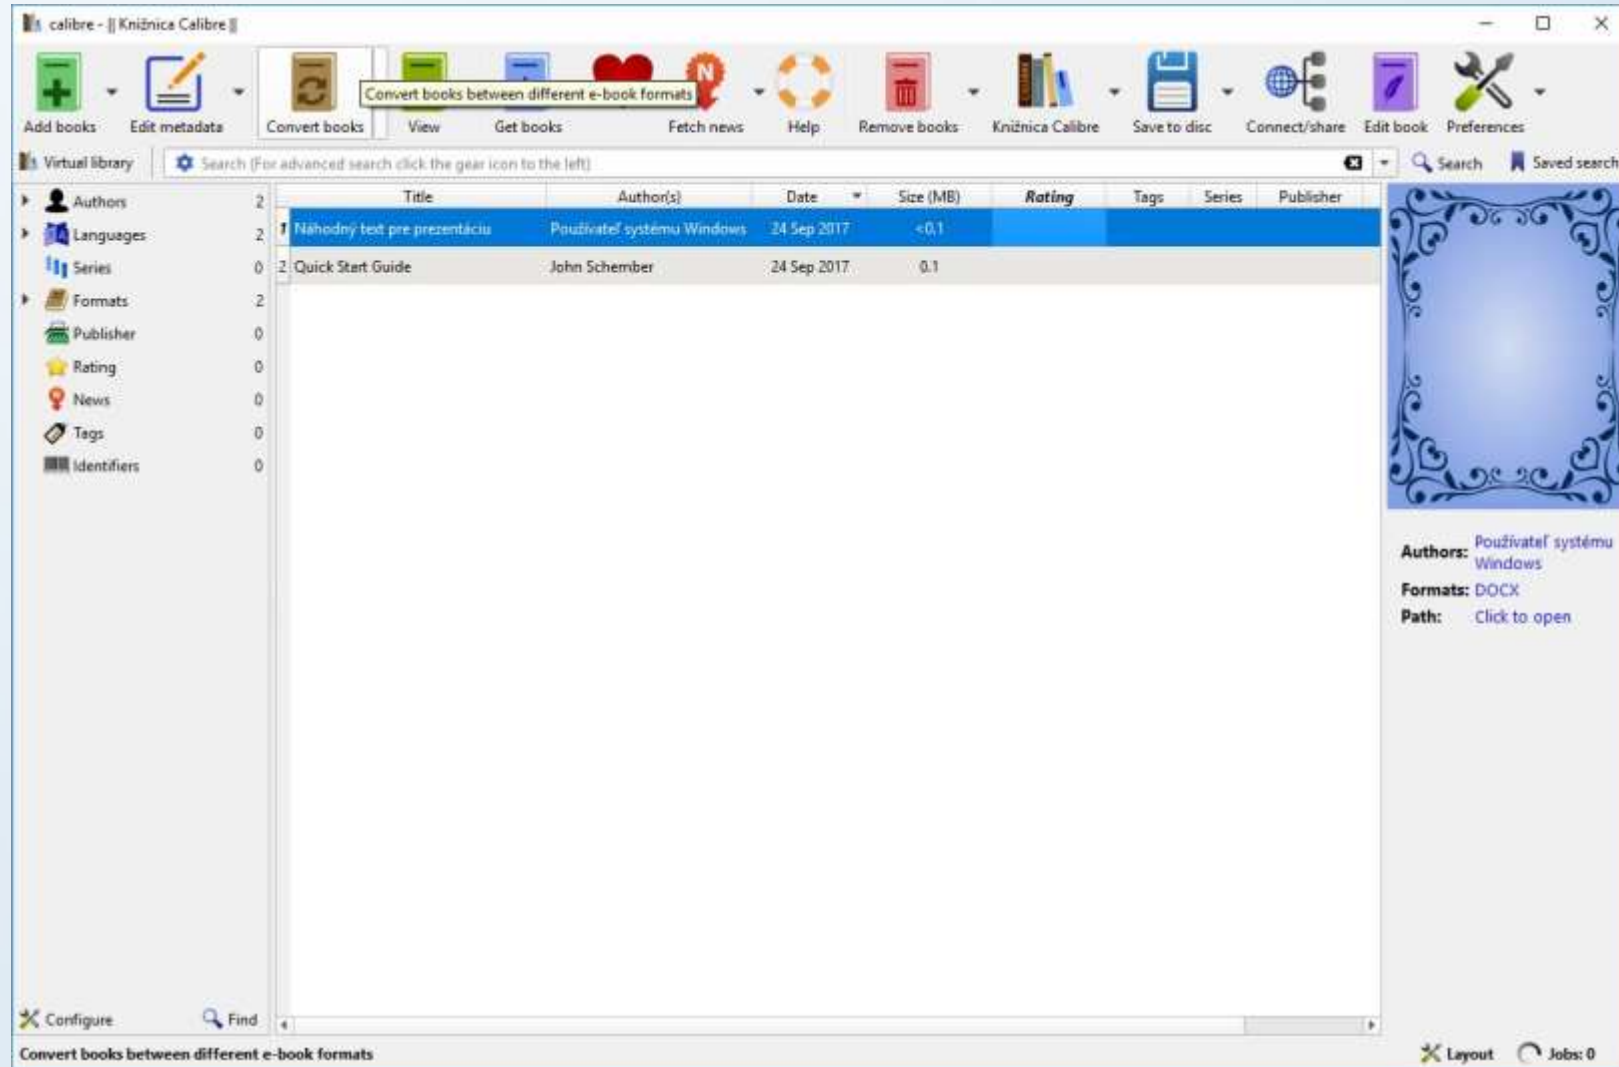 calibre - || Knižnica Calibre ||
Convert books between different e-book formats
Add books Edit metadata Convert books View Get books Fetch news Help Remove books Knižnica Calibre Save to disc Connect/share Edit book Preferences
Virtual library Search (For advanced search click the gear icon to the left) Search Saved search
Authors 2
Languages 2
Series 0
Formats 2
Publisher 0
Rating 0
News 0
Tags 0
Identifiers 0
Title Author(s) Date Size (MB) Rating Tags Series Publisher
1 Náhodný text pre prezentáciu Používateľ systému Windows 24 Sep 2017 <0.1
2 Quick Start Guide John Schember 24 Sep 2017 0.1
Authors: Používateľ systému
Windows
Formats: DOCX
Path: Click to open
Configure Find
Convert books between different e-book formats Layout Jobs: 0